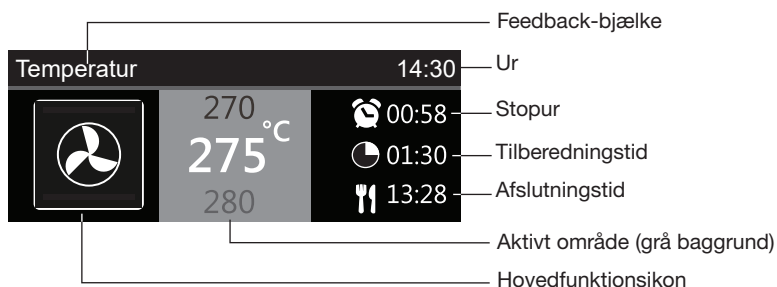 Feedback-bjælke
Temperatur 14:30
Ur
270
275 °C
280
00:58
Stopur
01:30
Tilberedningstid
13:28
Afslutningstid
Aktivt område (grå baggrund)
Hovedfunktionsikon